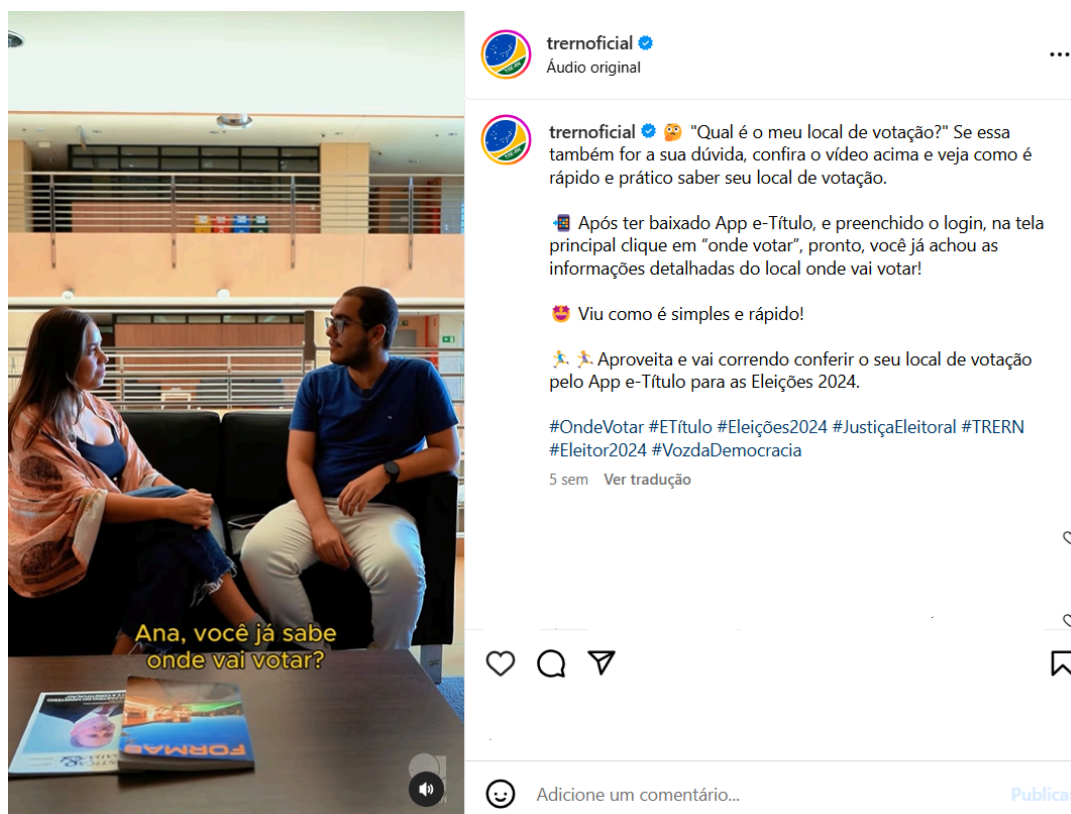 trernoficial
Áudio original
trernoficial 🤔 "Qual é o meu local de votação?" Se essa
também for a sua dúvida, confira o vídeo acima e veja como é
rápido e prático saber seu local de votação.
📲 Após ter baixado App e-Título, e preenchido o login, na tela
principal clique em “onde votar”, pronto, você já achou as
informações detalhadas do local onde vai votar!
🤩 Viu como é simples e rápido!
🏃‍♂️ 🏃‍♀️ Aproveita e vai correndo conferir o seu local de votação
pelo App e-Título para as Eleições 2024.
#OndeVotar #ETítulo #Eleições2024 #JustiçaEleitoral #TRERN
#Eleitor2024 #VozdaDemocracia
5 sem Ver tradução
Ana, você já sabe
onde vai votar?
FORMAS
Adicione um comentário...
Publicar